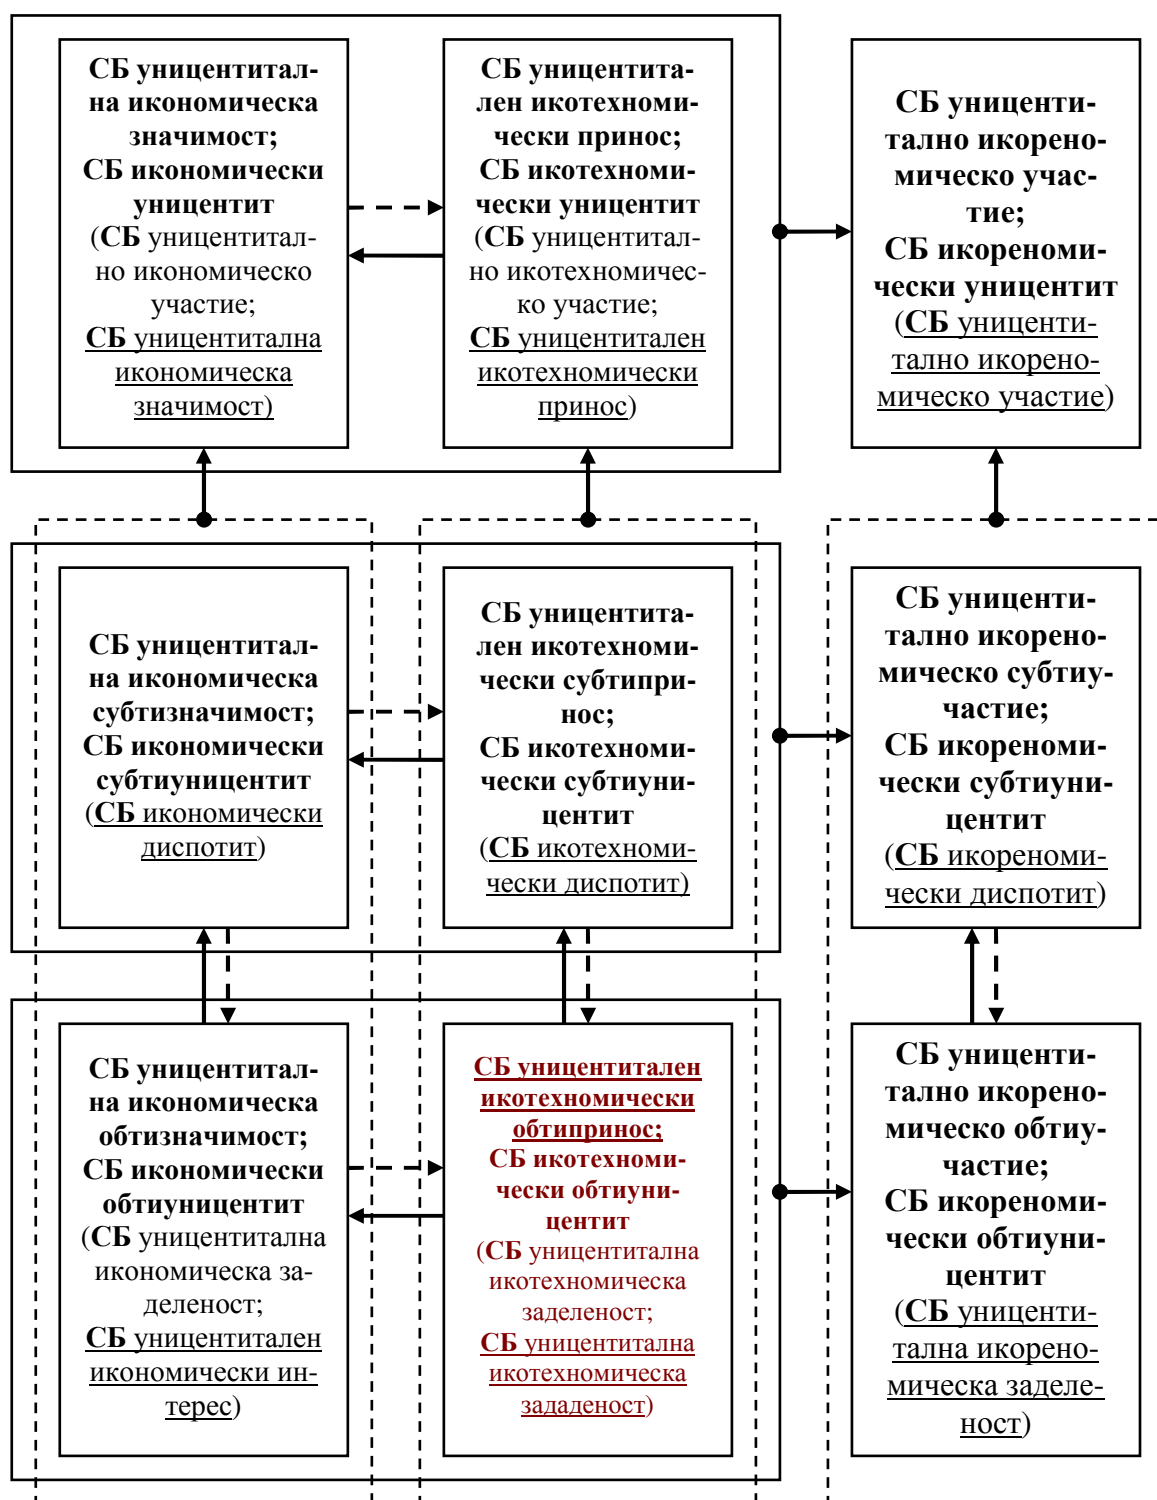 СБ уницентитал-
на икономическа
значимост;
СБ икономически
уницентит
(СБ уницентитал-
но икономическо
участие;
СБ уницентитална
икономическа
значимост)
СБ уницентита-
лен икотехноми-
чески принос;
СБ икотехноми-
чески уницентит
(СБ уницентитал-
но икотехномичес-
ко участие;
СБ уницентитален
икотехномически
принос)
СБ уницентi-
тално икорено-
мическо учас-
тие;
СБ икореноми-
чески уницентит
(СБ уницентi-
тално икорено-
мическо участие)
СБ уницентитал-
на икономическа
субтизначимост;
СБ икономически
субтиуницентит
(СБ икономически
диспотит)
СБ уницентита-
лен икотехноми-
чески субтипри-
нос;
СБ икотехноми-
чески субтиуни-
центит
(СБ икотехноми-
чески диспотит)
СБ уницентi-
тално икорено-
мическо субтиу-
частие;
СБ икореноми-
чески субтиуни-
центит
(СБ икореноми-
чески диспотит)
СБ уницентитал-
на икономическа
обтизначимост;
СБ икономически
обтиуницентит
(СБ уницентитална
икономическа за-
деленост;
СБ уницентитален
икономически ин-
терес)
СБ уницентитален
икотехномически
обтипринос;
СБ икотехноми-
чески обтиуни-
центит
(СБ уницентитална
икотехномическа
заделеност;
СБ уницентитална
икотехномическа
зададеност)
СБ уницентi-
тално икорено-
мическо обтиу-
частие;
СБ икореноми-
чески обтиуни-
центит
(СБ уницентi-
тална икорено-
мическа заделе-
ност)